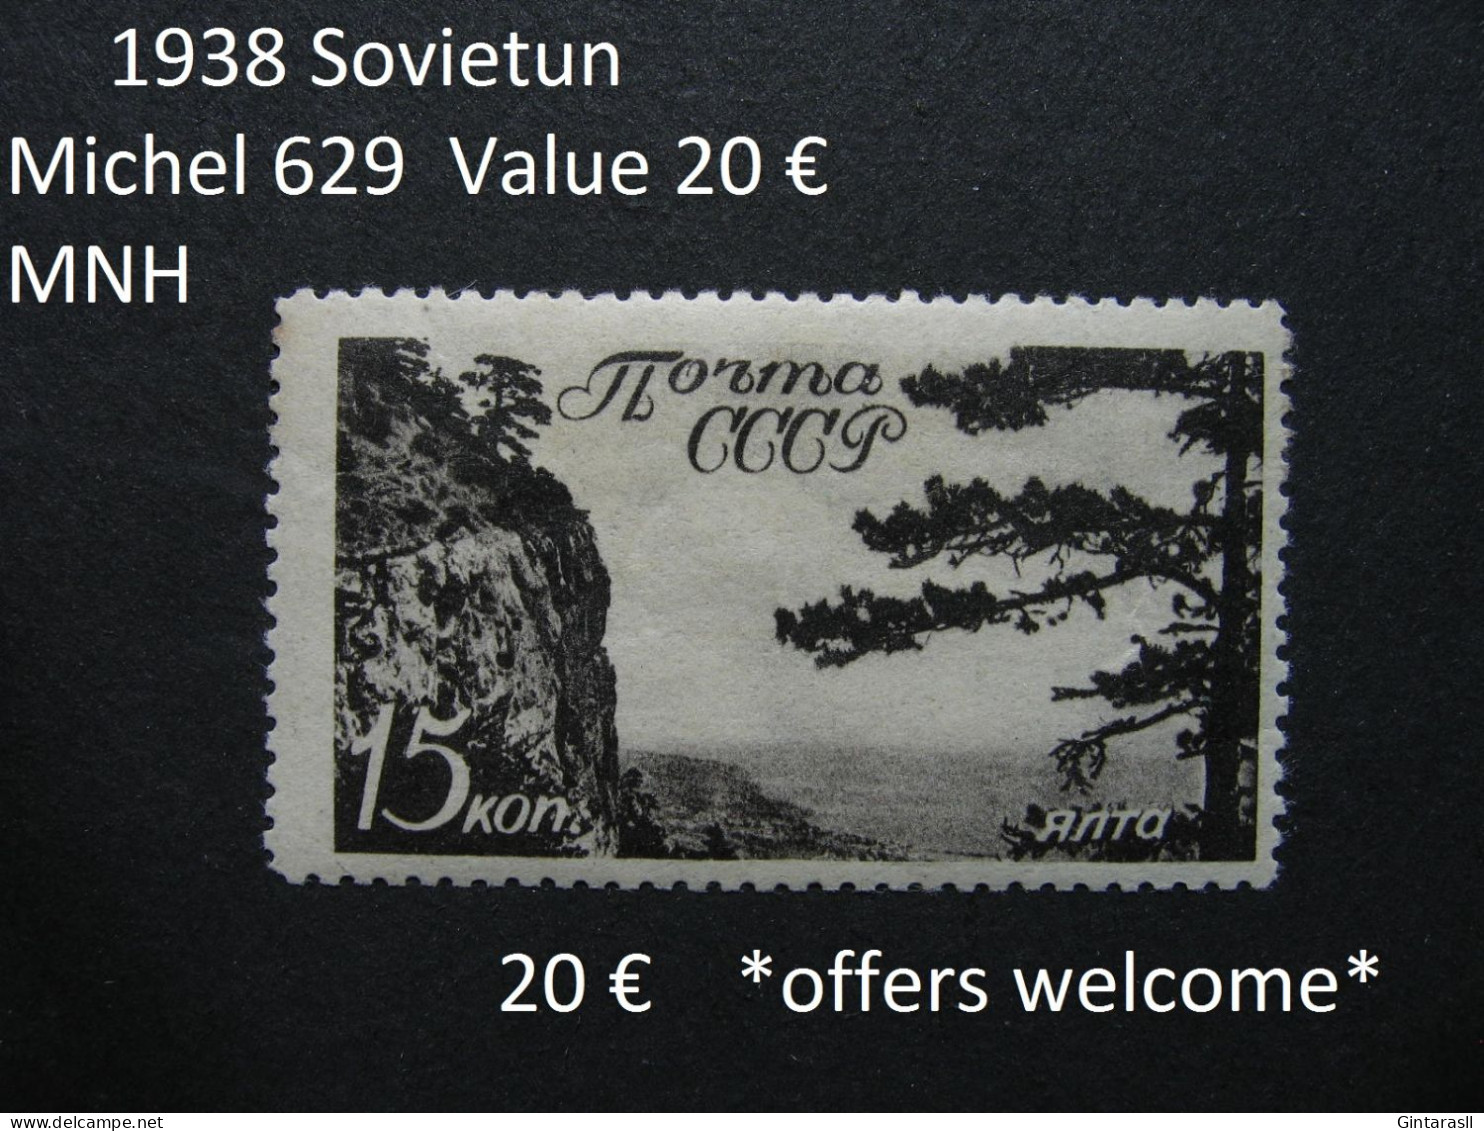 1938 Sovietun
Michel 629 Value 20 €
MNH
Почта
СССР
15 коп.
Ялта
20 € *offers welcome*
Gintarasll